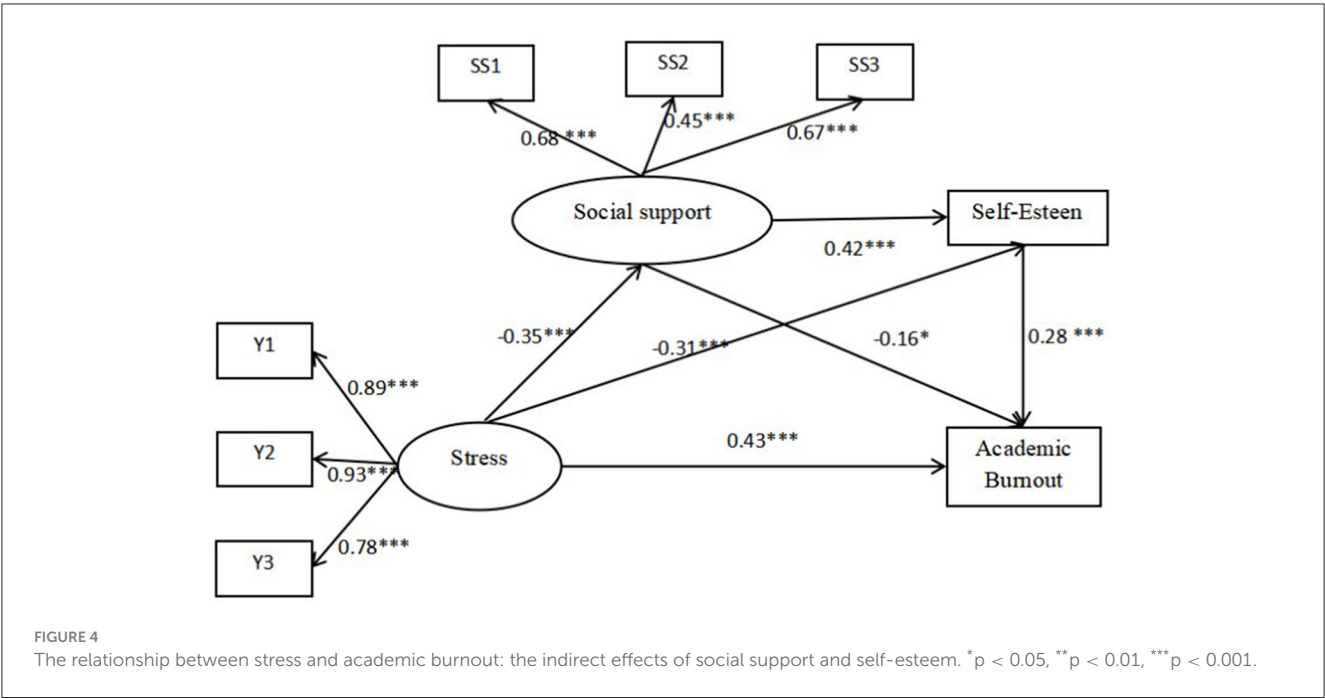 SS1
SS2
SS3
0.68 ***
0.45***
0.67***
Social support
Self-Esteen
0.42***
-0.35***
-0.31***
-0.16*
0.28 ***
Y1
0.89***
Y2
0.93***
Stress
0.43***
Academic
Burnout
Y3
0.78***
FIGURE 4
The relationship between stress and academic burnout: the indirect effects of social support and self-esteem. *p < 0.05, **p < 0.01, ***p < 0.001.